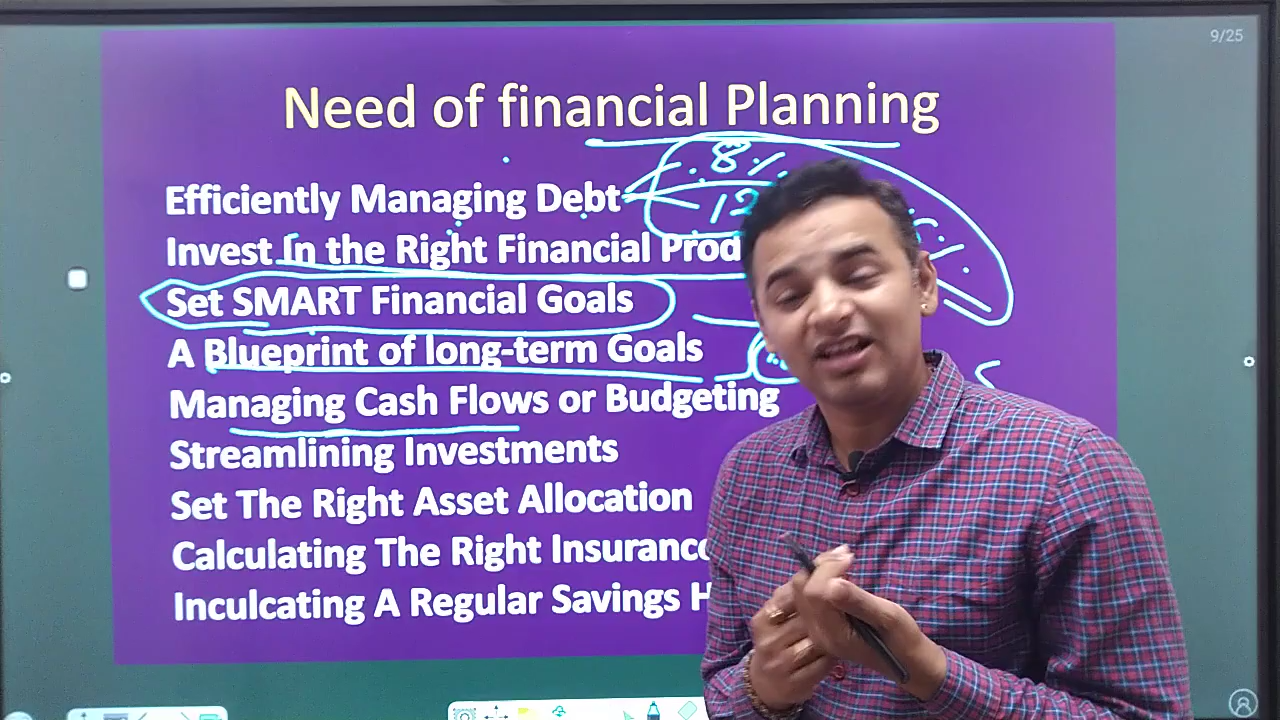 9/25
Need of financial Planning
8%
Efficiently Managing Debt
12
Invest In the Right Financial
Set SMART Financial Goals
A Blueprint of long-term Goals
Managing Cash Flows or Budgeting
Streamlining Investments
Set The Right Asset Allocation
Calculating The Right
Inculcating A Regular Savings